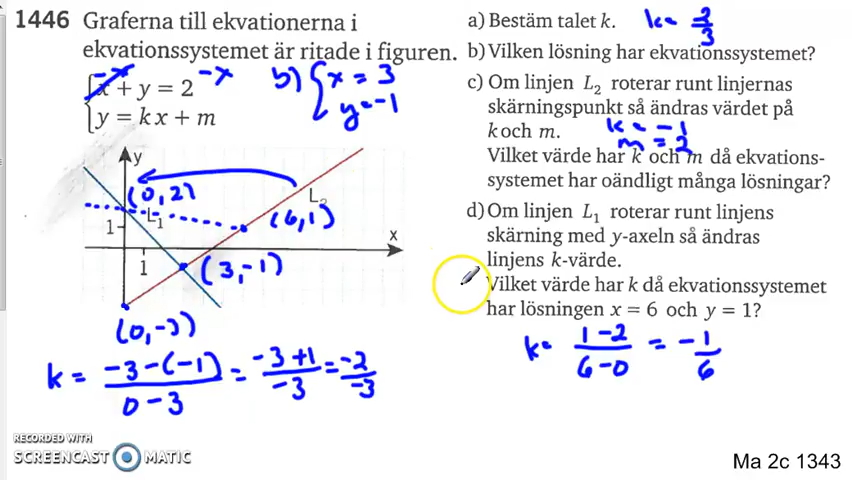 1446 Graferna till ekvationerna i
ekvationssystemet är ritade i figuren.
x + y = 2
-x -x
y = kx + m
b) x = 3
y = -1
y
(0, 2)
L₁
L₂
(6, 1)
1
x
1
(3, -1)
(0, -3)
k = -3-(-1) / 0-3 = -3+1 / -3 = -2 / -3
a) Bestäm talet k.
k = 2/3
b) Vilken lösning har ekvationssystemet?
c) Om linjen L₂ roterar runt linjernas
skärningspunkt så ändras värdet på
k och m.
k = -1
m = 2
Vilket värde har k och m då ekvations-
systemet har oändligt många lösningar?
d) Om linjen L₁ roterar runt linjens
skärning med y-axeln så ändras
linjens k-värde.
Vilket värde har k då ekvationssystemet
har lösningen x = 6 och y = 1?
k = 1-2 / 6-0 = -1/6
RECORDED WITH
SCREENCAST MATIC
Ma 2c 1343